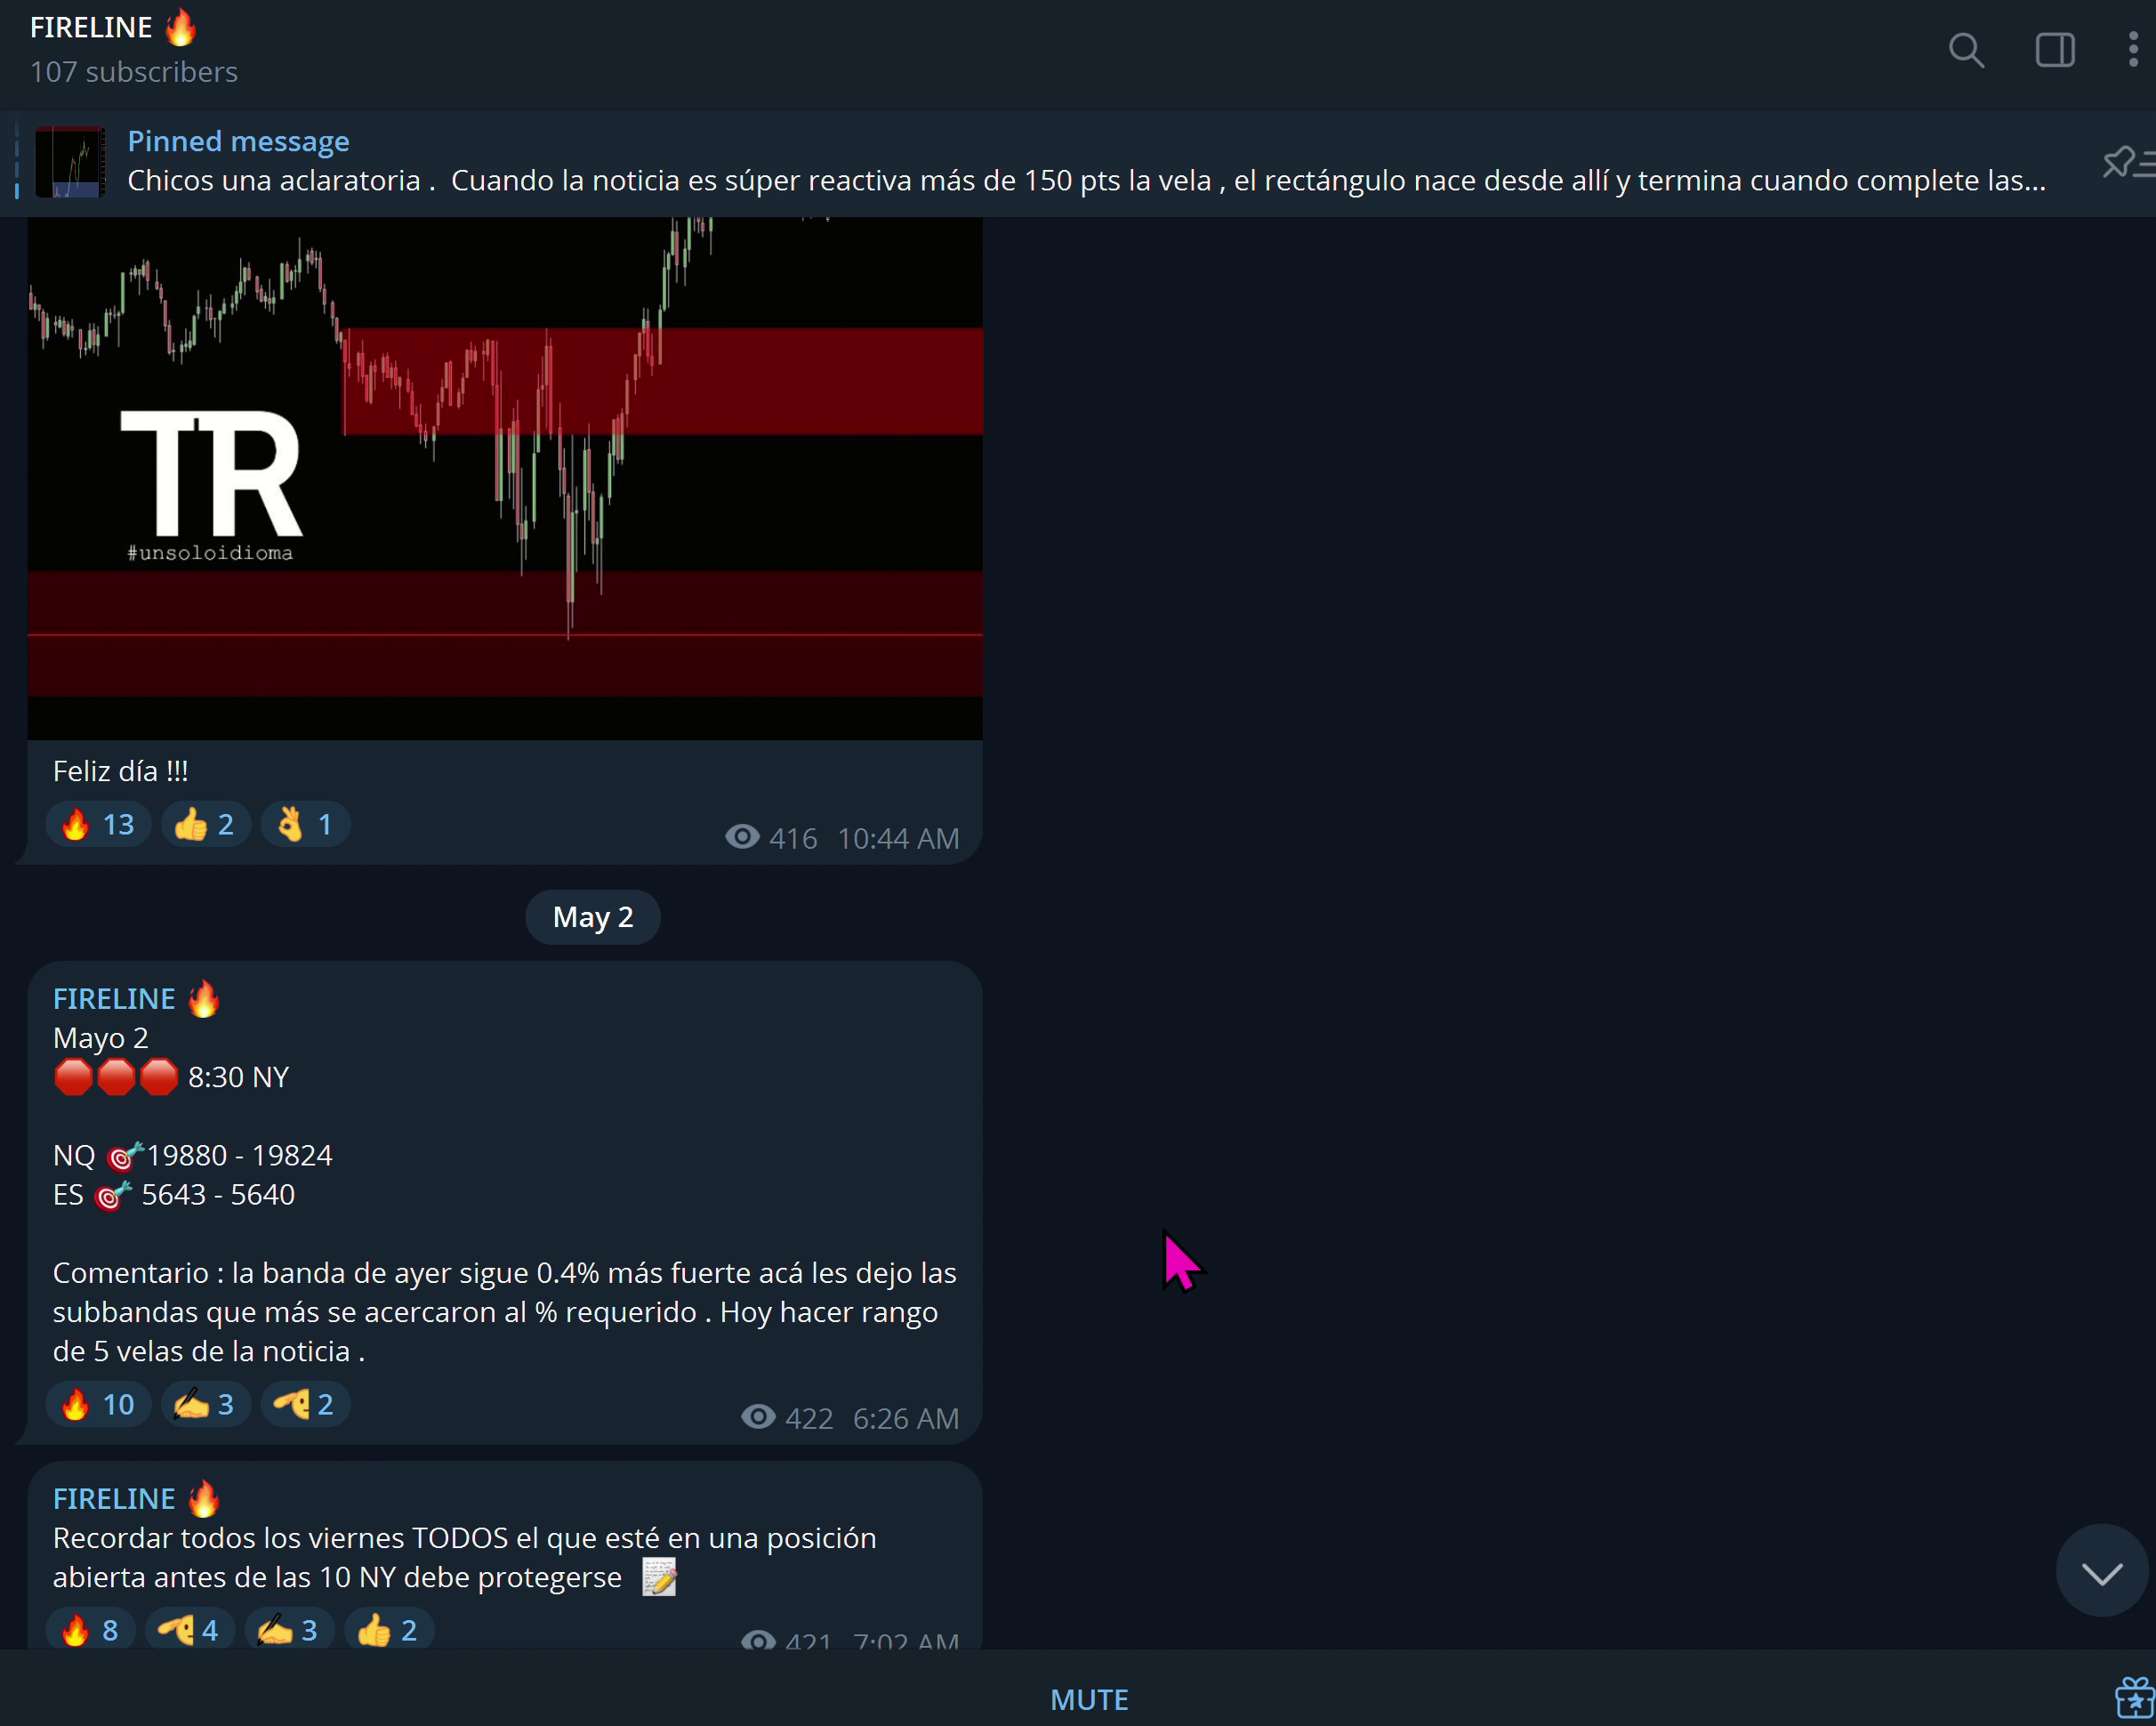 FIRELINE 🔥
107 subscribers
Pinned message
Chicos una aclaratoria .  Cuando la noticia es súper reactiva más de 150 pts la vela , el rectángulo nace desde allí y termina cuando complete las...
TR
#unsoloidioma
Feliz día !!!
🔥 13 👍 2 👌 1
416 10:44 AM
May 2
FIRELINE 🔥
Mayo 2
🛑🛑🛑 8:30 NY
NQ 🎯19880 - 19824
ES 🎯 5643 - 5640
Comentario : la banda de ayer sigue 0.4% más fuerte acá les dejo las
subbandas que más se acercaron al % requerido . Hoy hacer rango
de 5 velas de la noticia .
🔥 10 ✍ 3 🫡 2
422 6:26 AM
FIRELINE 🔥
Recordar todos los viernes TODOS el que esté en una posición
abierta antes de las 10 NY debe protegerse 📝
🔥 8 🫡 4 ✍ 3 👍 2
421 7:02 AM
MUTE